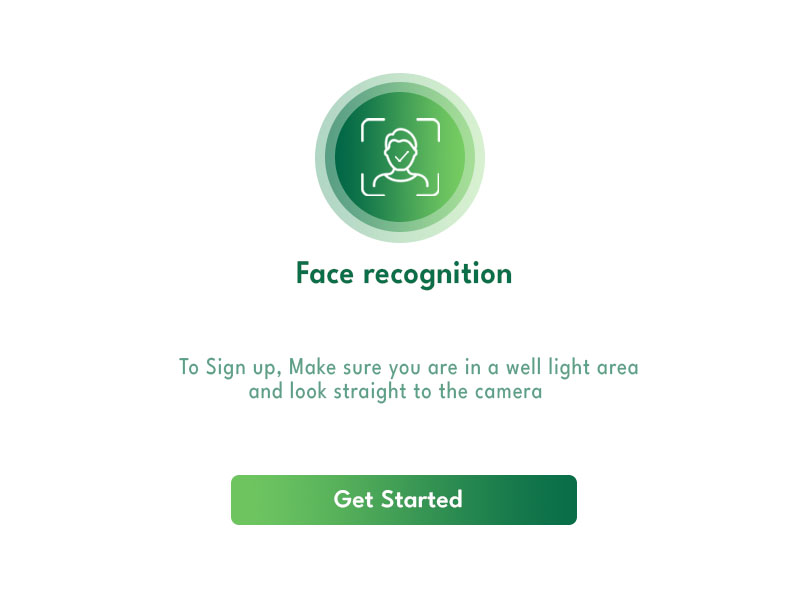 Face recognition
To Sign up, Make sure you are in a well light area
and look straight to the camera
Get Started